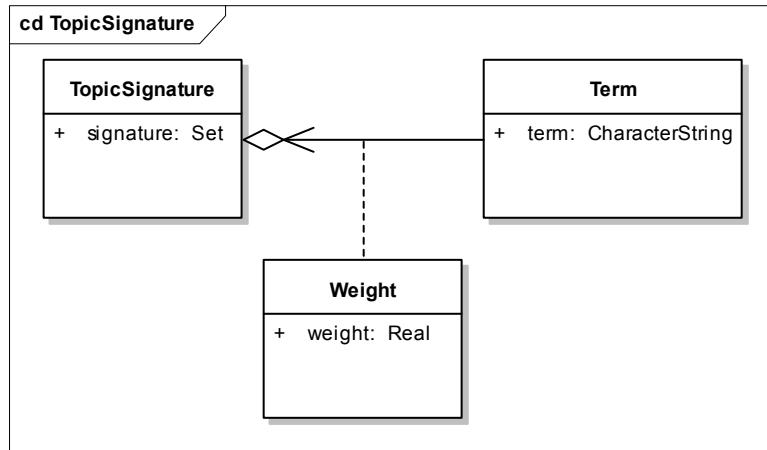 cd TopicSignature
TopicSignature
+ signature: Set
Term
+ term: CharacterString
Weight
+ weight: Real